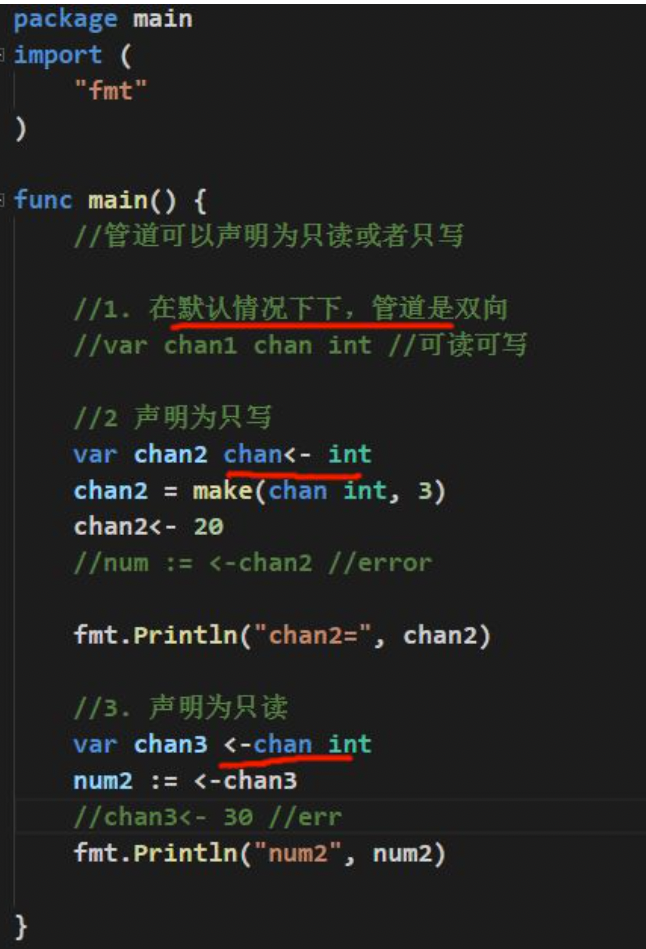 package main
import (
    "fmt"
)
func main() {
    //管道可以声明为只读或者只写
    //1. 在默认情况下下，管道是双向
    //var chan1 chan int //可读可写
    //2 声明为只写
    var chan2 chan<- int
    chan2 = make(chan int, 3)
    chan2<- 20
    //num := <-chan2 //error
    fmt.Println("chan2=", chan2)
    //3. 声明为只读
    var chan3 <-chan int
    num2 := <-chan3
    //chan3<- 30 //err
    fmt.Println("num2", num2)
}